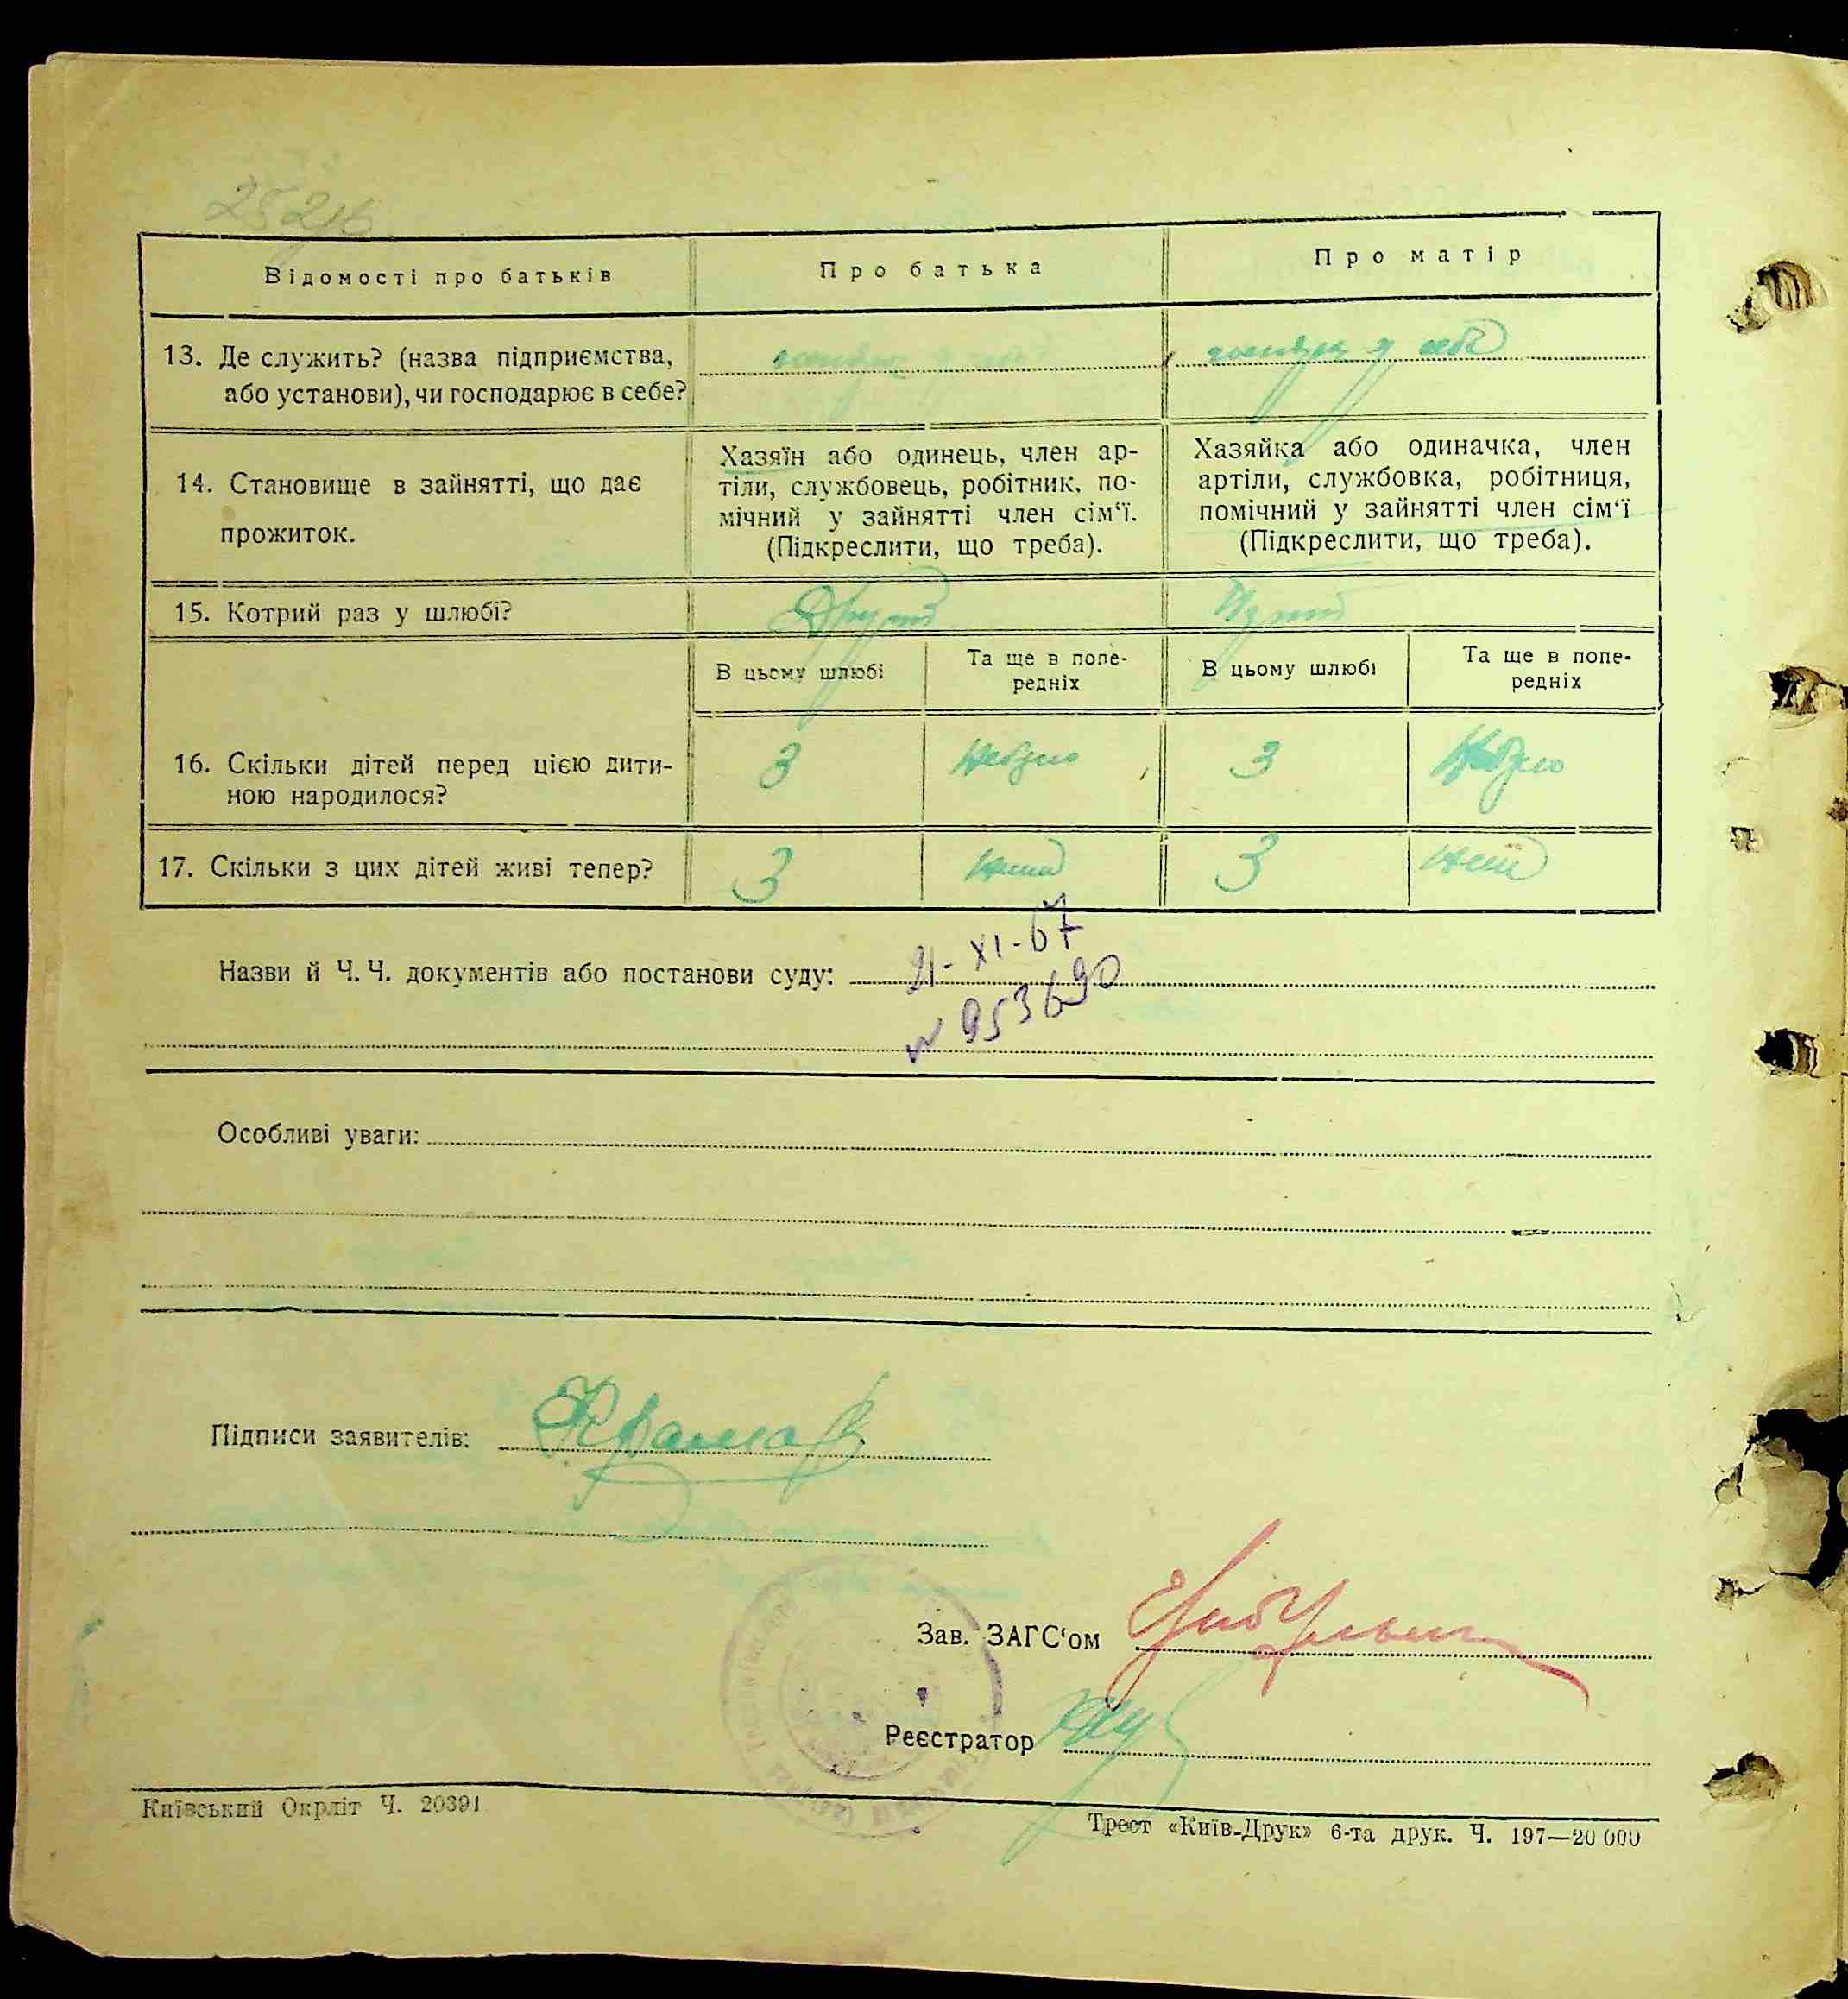 Відомості про батьків
Про батька
Про матір
13. Де служить? (назва підприємства,
або установи), чи господарює в себе?
14. Становище в зайнятті, що дає
прожиток.
Хазяїн або одинець, член ар-
тіли, службовець, робітник, по-
мічний у зайнятті член сім‘ї.
(Підкреслити, що треба).
Хазяйка або одиначка, член
артіли, службовка, робітниця,
помічний у зайнятті член сім‘ї
(Підкреслити, що треба).
15. Котрий раз у шлюбі?
В цьому шлюбі
Та ще в попе-
редніх
В цьому шлюбі
Та ще в попе-
редніх
16. Скільки дітей перед цією дити-
ною народилося?
3
3
17. Скільки з цих дітей живі тепер?
3
3
Назви й Ч. Ч. документів або постанови суду:
21-XI-67
№ 953690
Особливі уваги:
Підписи заявителів:
Зав. ЗАГС‘ом
Реєстратор
Київський Окрліт Ч. 20391
Трест «Київ-Друк» 6-та друк. Ч. 197—20 000